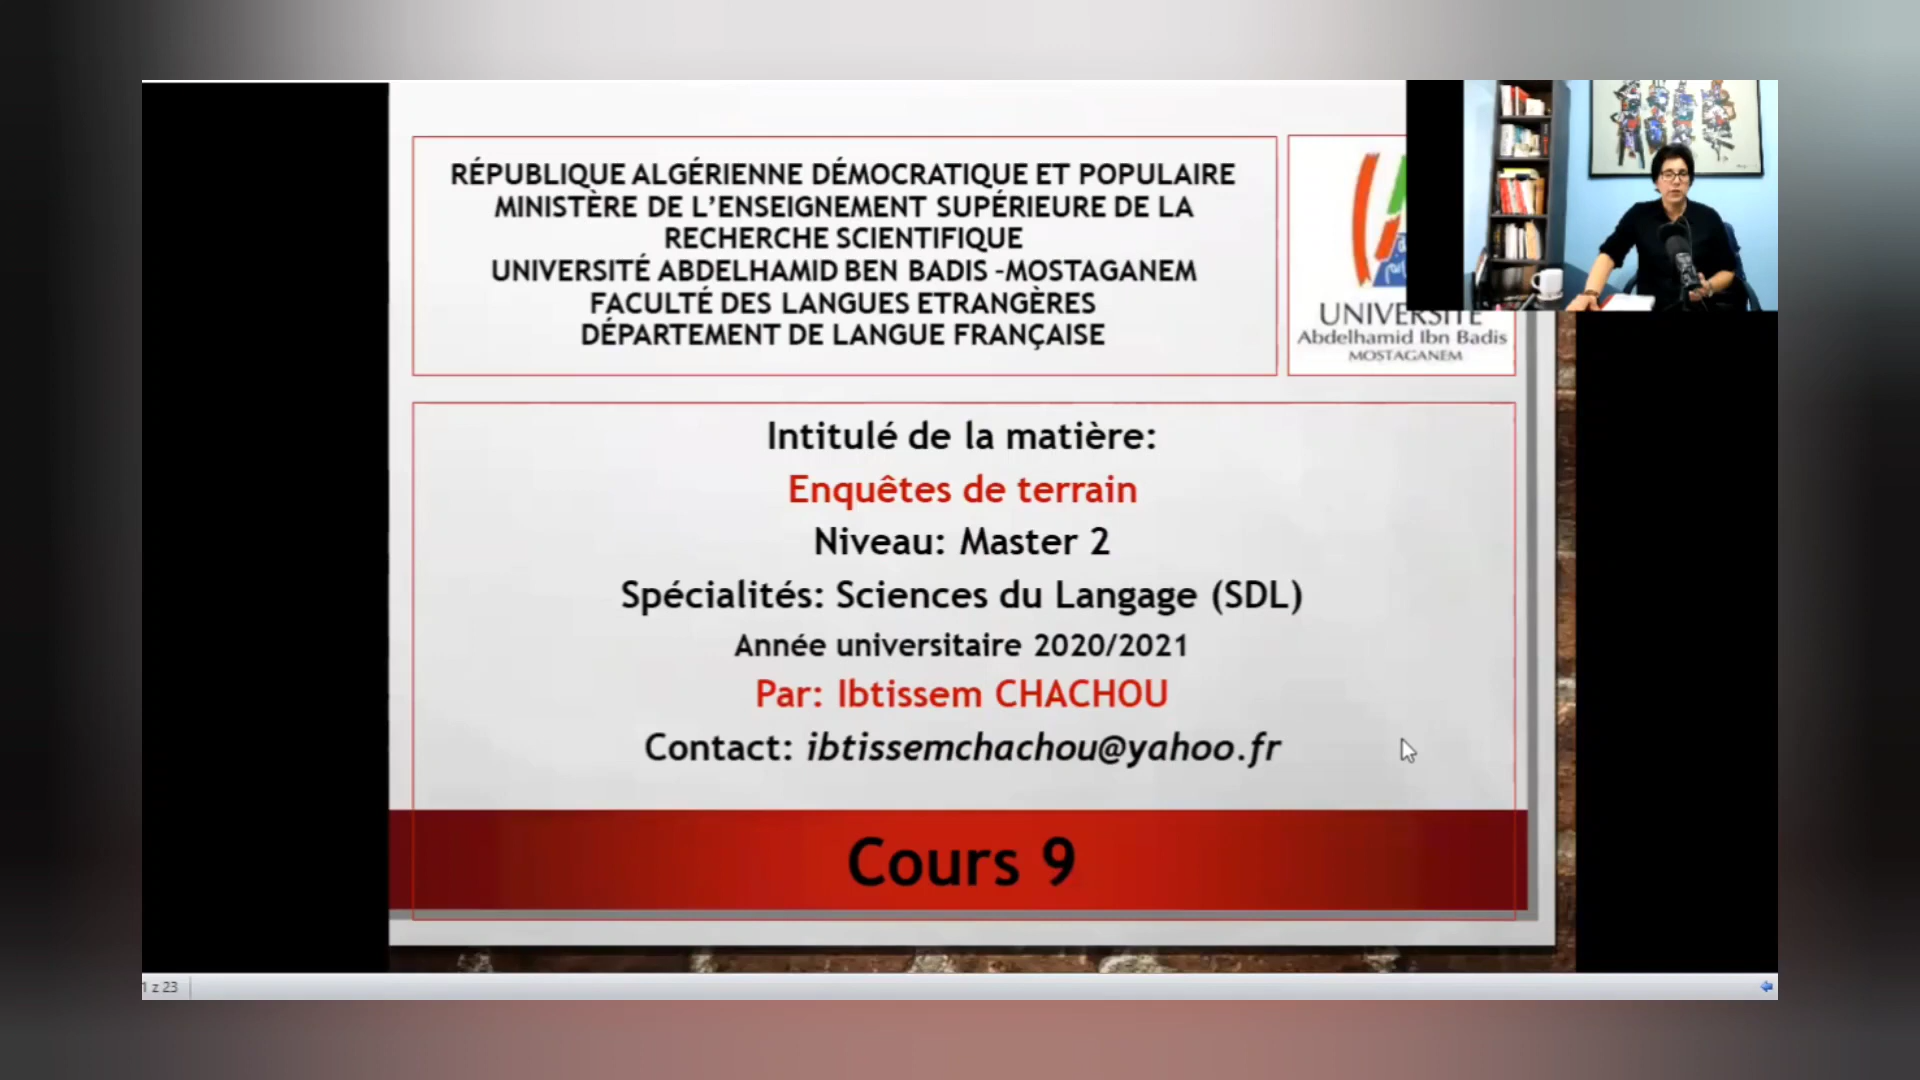 RÉPUBLIQUE ALGÉRIENNE DÉMOCRATIQUE ET POPULAIRE
MINISTÈRE DE L’ENSEIGNEMENT SUPÉRIEURE DE LA
RECHERCHE SCIENTIFIQUE
UNIVERSITÉ ABDELHAMID BEN BADIS -MOSTAGANEM
FACULTÉ DES LANGUES ETRANGÈRES
DÉPARTEMENT DE LANGUE FRANÇAISE
UNIVERSITE
Abdelhamid Ibn Badis
MOSTAGANEM
Intitulé de la matière:
Enquêtes de terrain
Niveau: Master 2
Spécialités: Sciences du Langage (SDL)
Année universitaire 2020/2021
Par: Ibtissem CHACHOU
Contact: ibtissemchachou@yahoo.fr
Cours 9
1 z 23